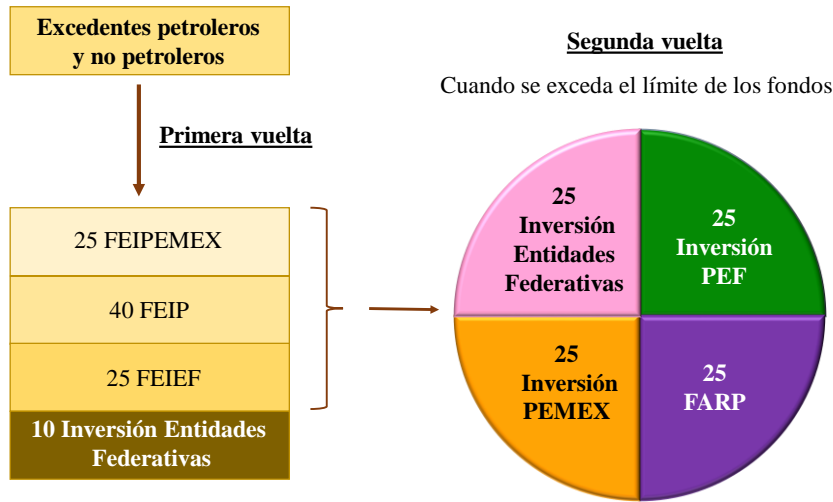 Excedentes petroleros
y no petroleros
Primera vuelta
25 FEIPEMEX
40 FEIP
25 FEIEF
10 Inversión Entidades
Federativas
Segunda vuelta
Cuando se exceda el límite de los fondos
25
Inversión
Entidades
Federativas
25
Inversión
PEF
25
Inversión
PEMEX
25
FARP